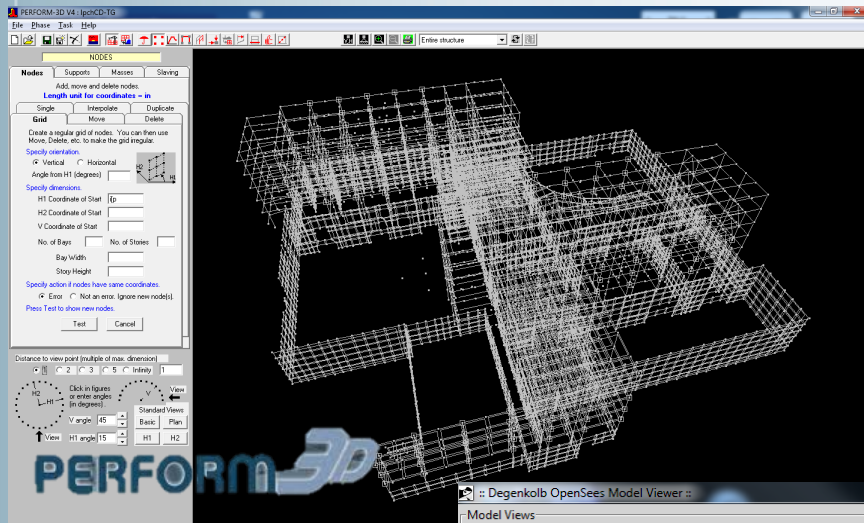 PERFORM-3D V4 : lpchCD-TG
File Phase Task Help
Entire structure
NODES
Nodes Supports Masses Slaving
Add, move and delete nodes.
Length unit for coordinates = in
Single Interpolate Duplicate
Grid Move Delete
Create a regular grid of nodes. You can then use
Move, Delete, etc. to make the grid irregular.
Specify orientation.
Vertical Horizontal
Angle from H1 (degrees)
H2 V H1
Specify dimensions.
H1 Coordinate of Start
H2 Coordinate of Start
V Coordinate of Start
No. of Bays No. of Stories
Bay Width
Story Height
Specify action if nodes have same coordinates.
Error Not an error. Ignore new node(s).
Press Test to show new nodes.
Test Cancel
Distance to view point (multiple of max. dimension)
1 2 3 5 Infinity 1
H2 H1
Click in figures
or enter angles
(in degrees).
V View
Standard Views
V angle 45 Basic Plan
View H1 angle 15 H1 H2
PERFORM 3D
:: Degenkolb OpenSees Model Viewer ::
Model Views